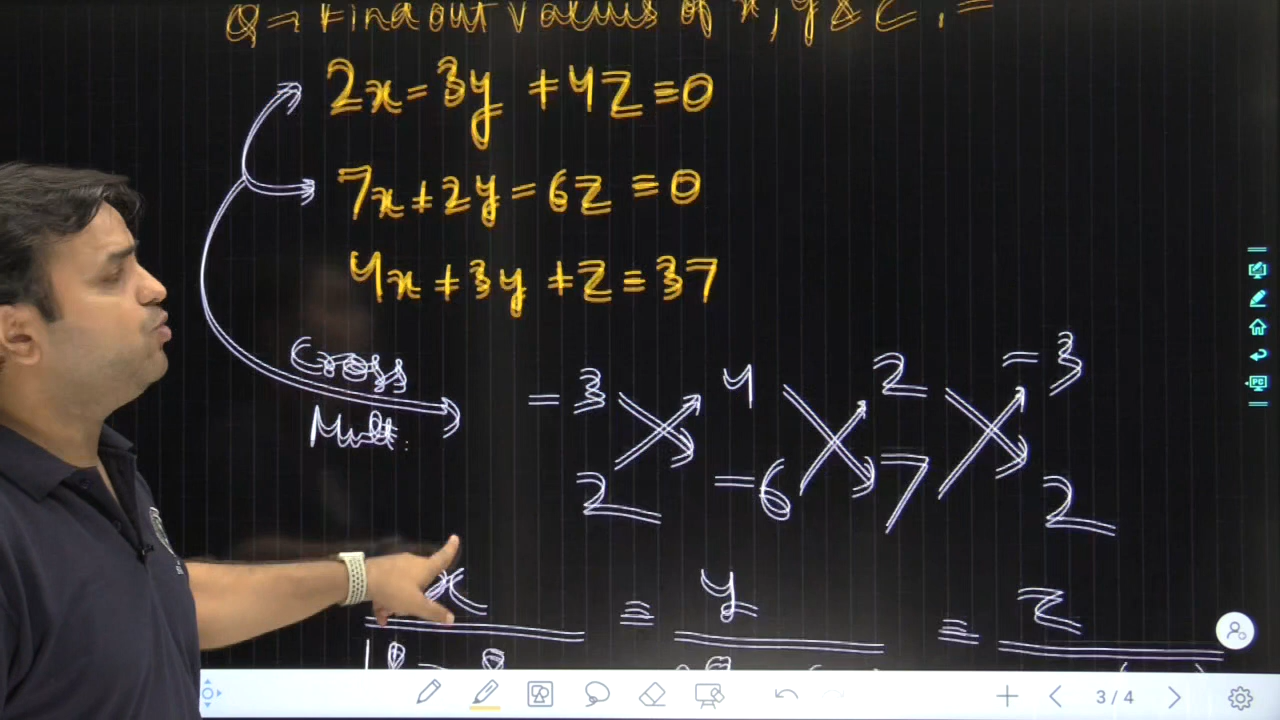 Q → Find out values of x, y & z. =
2x - 3y + 4z = 0
7x + 2y - 6z = 0
4x + 3y + z = 37
Cross
Mult.
-3 4 2 -3
2 -6 7 2
x = y = z
3 / 4